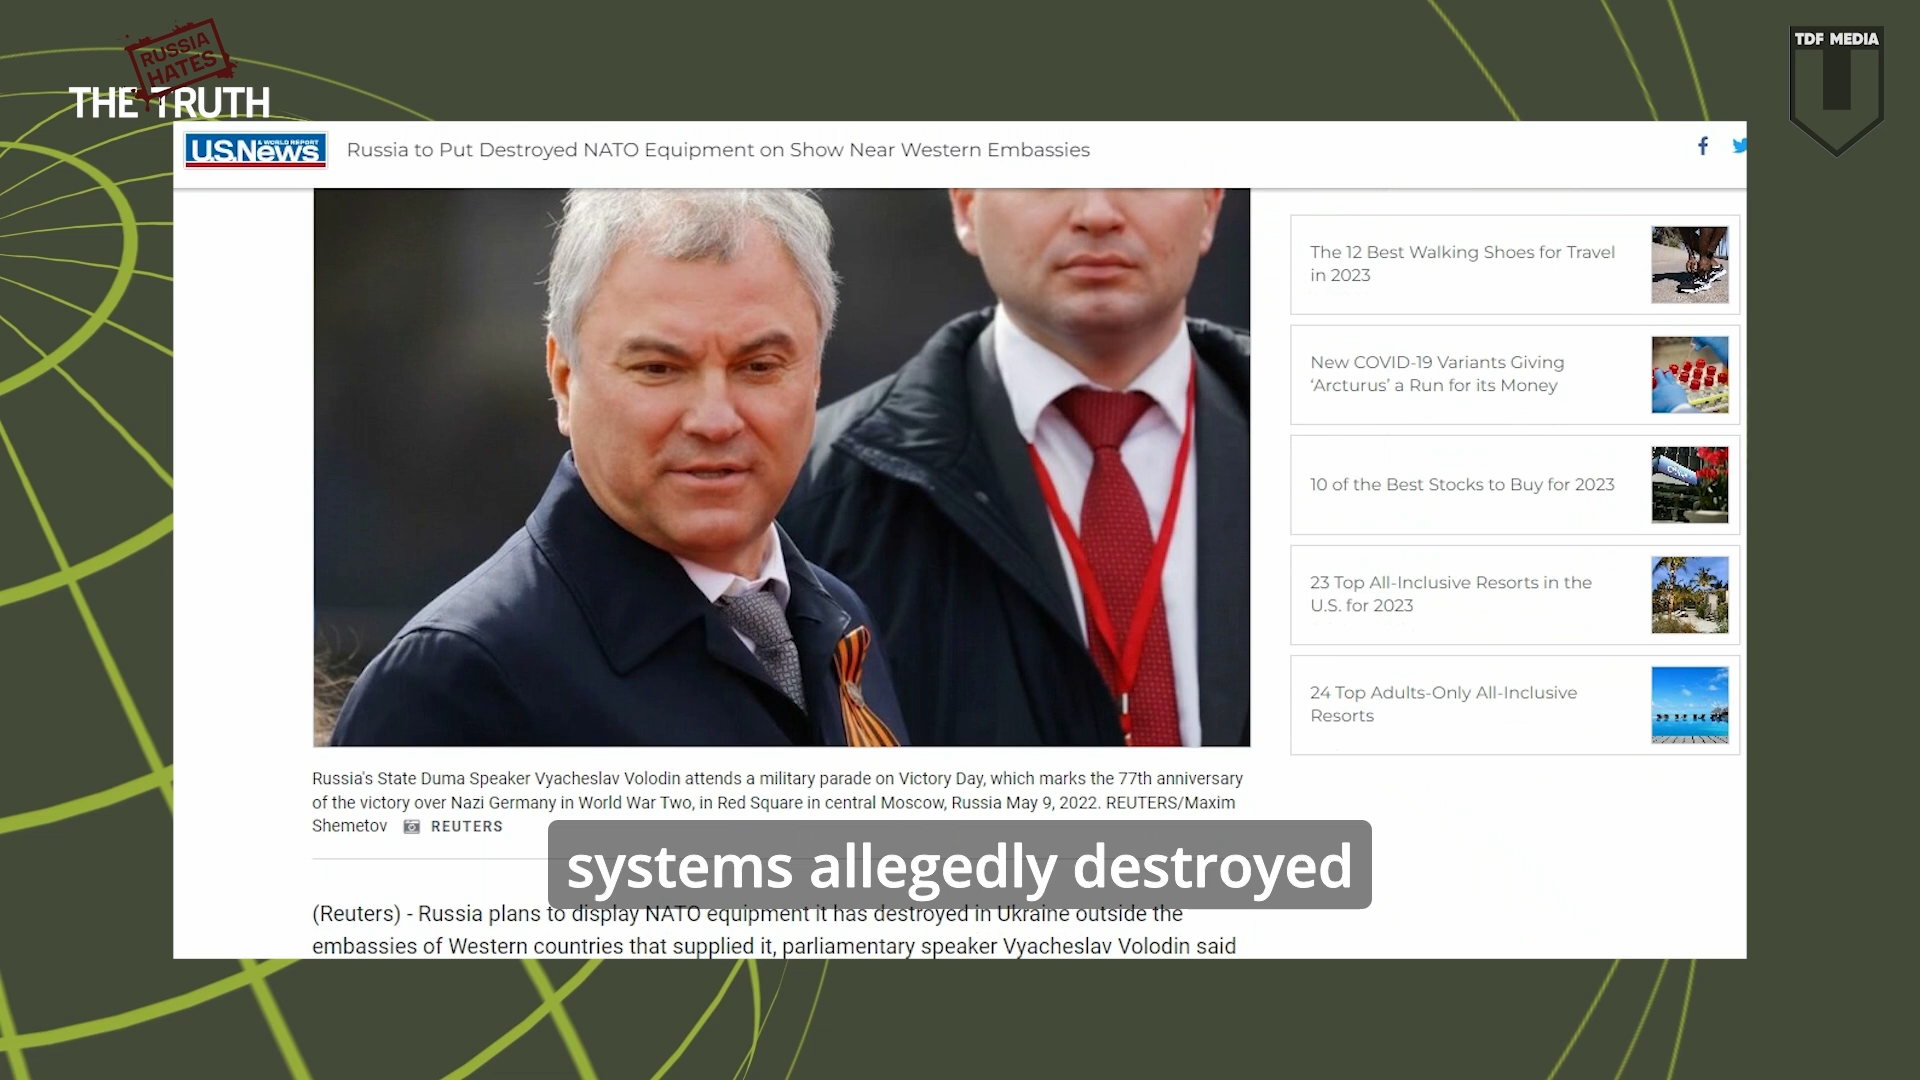 RUSSIA
HATES
THE TRUTH
TDF MEDIA
U.S.News & WORLD REPORT
Russia to Put Destroyed NATO Equipment on Show Near Western Embassies
The 12 Best Walking Shoes for Travel
in 2023
New COVID-19 Variants Giving
‘Arcturus’ a Run for its Money
10 of the Best Stocks to Buy for 2023
23 Top All-Inclusive Resorts in the
U.S. for 2023
24 Top Adults-Only All-Inclusive
Resorts
Russia's State Duma Speaker Vyacheslav Volodin attends a military parade on Victory Day, which marks the 77th anniversary
of the victory over Nazi Germany in World War Two, in Red Square in central Moscow, Russia May 9, 2022. REUTERS/Maxim
Shemetov REUTERS
systems allegedly destroyed
(Reuters) - Russia plans to display NATO equipment it has destroyed in Ukraine outside the
embassies of Western countries that supplied it, parliamentary speaker Vyacheslav Volodin said